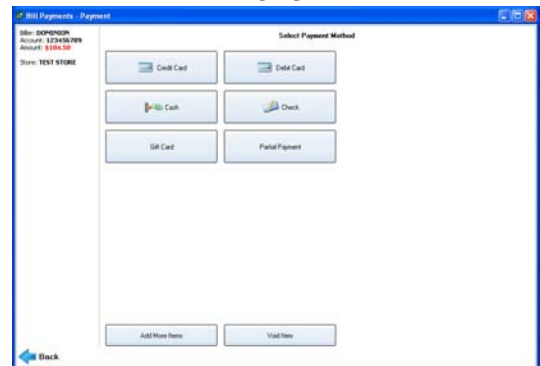 Bill Payments - Payment
Biller: DOMINION
Account: 123456789
Amount: $104.50
Store: TEST STORE
Select Payment Method
Credit Card
Debit Card
Cash
Check
Gift Card
Partial Payment
Add More Items
Void Item
Back